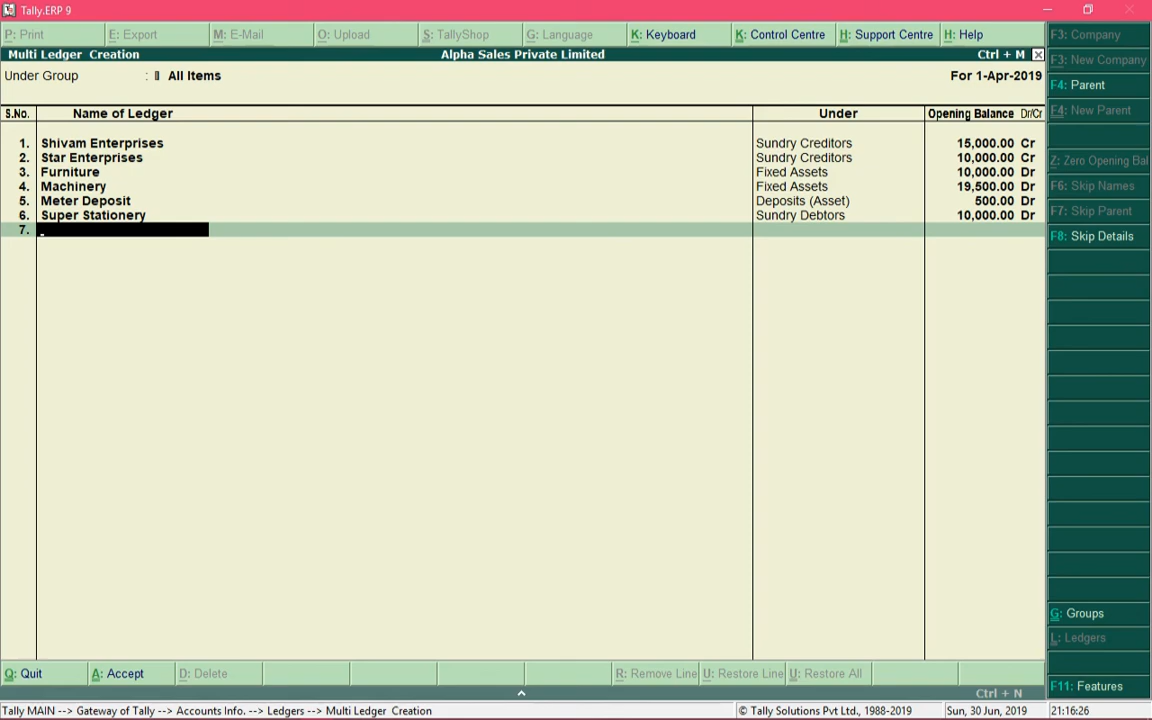 Tally.ERP 9
P: Print E: Export M: E-Mail O: Upload S: TallyShop G: Language K: Keyboard K: Control Centre H: Support Centre H: Help
Multi Ledger Creation Alpha Sales Private Limited Ctrl + M
Under Group : All Items For 1-Apr-2019
S.No. Name of Ledger Under Opening Balance Dr/Cr
1. Shivam Enterprises Sundry Creditors 15,000.00 Cr
2. Star Enterprises Sundry Creditors 10,000.00 Cr
3. Furniture Fixed Assets 10,000.00 Dr
4. Machinery Fixed Assets 19,500.00 Dr
5. Meter Deposit Deposits (Asset) 500.00 Dr
6. Super Stationery Sundry Debtors 10,000.00 Dr
7.
F3: Company
F3: New Company
F4: Parent
F4: New Parent
Z: Zero Opening Bal
F6: Skip Names
F7: Skip Parent
F8: Skip Details
G: Groups
L: Ledgers
F11: Features
Q: Quit A: Accept D: Delete R: Remove Line U: Restore Line U: Restore All
Ctrl + N
Tally MAIN --> Gateway of Tally --> Accounts Info. --> Ledgers --> Multi Ledger Creation © Tally Solutions Pvt Ltd., 1988-2019 Sun, 30 Jun, 2019 21:16:26